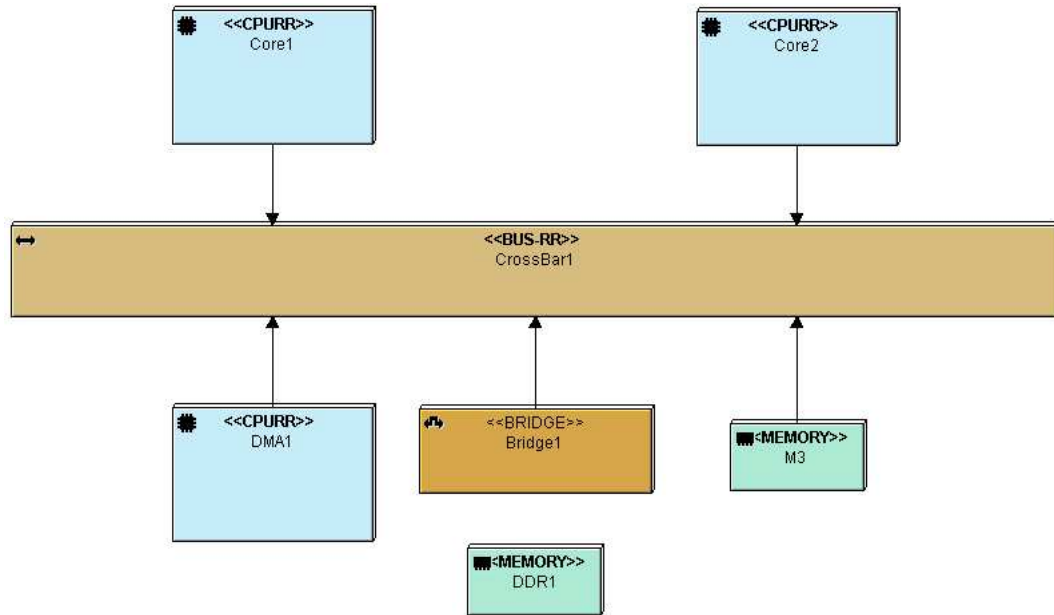 <<CPURR>>
Core1
<<CPURR>>
Core2
<<BUS-RR>>
CrossBar1
<<CPURR>>
DMA1
<<BRIDGE>>
Bridge1
<MEMORY>>
M3
<MEMORY>>
DDR1